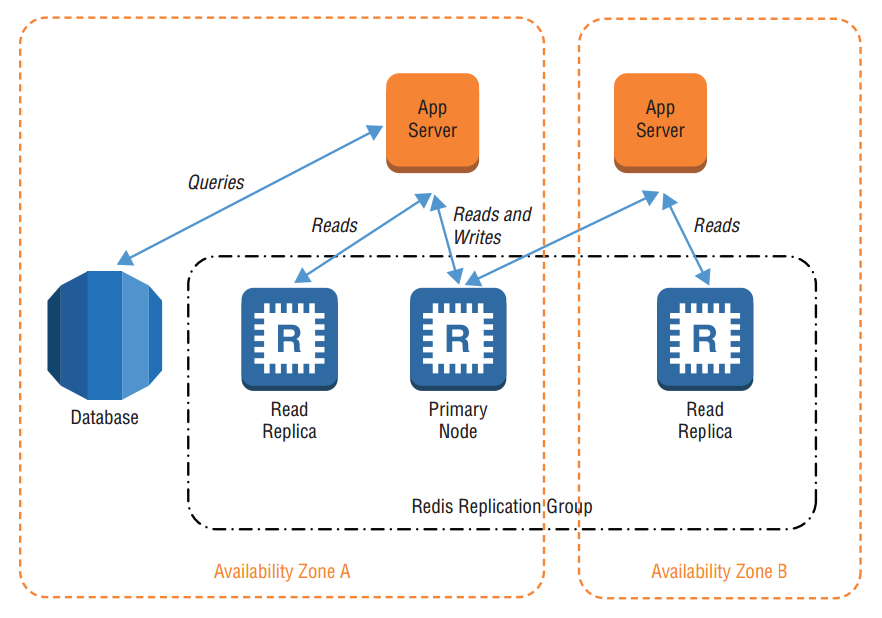 App
Server
App
Server
Queries
Reads
Reads and
Writes
Reads
R
R
R
Database
Read
Replica
Primary
Node
Read
Replica
Redis Replication Group
Availability Zone A
Availability Zone B